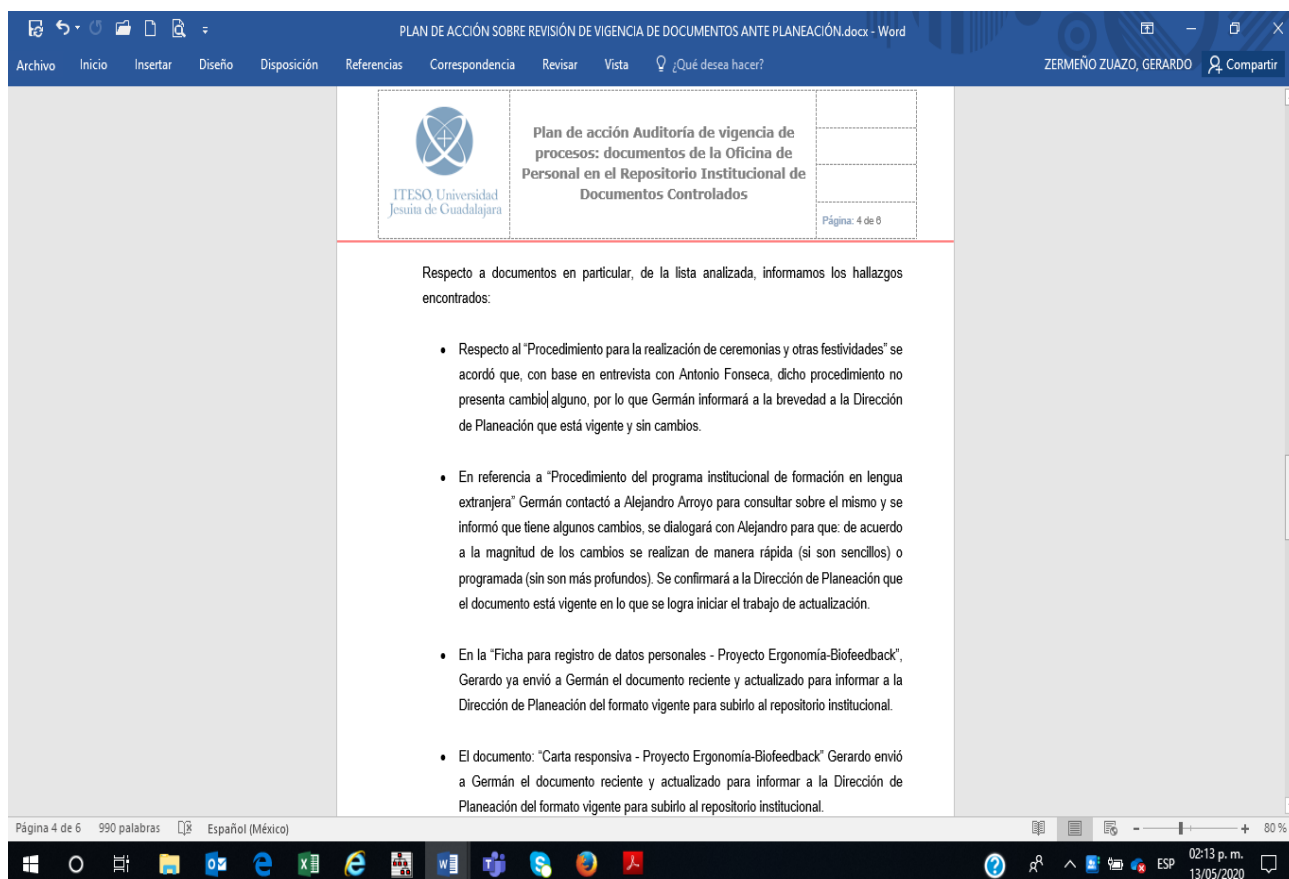 PLAN DE ACCIÓN SOBRE REVISIÓN DE VIGENCIA DE DOCUMENTOS ANTE PLANEACIÓN.docx - Word
Archivo Inicio Insertar Diseño Disposición Referencias Correspondencia Revisar Vista ¿Qué desea hacer? ZERMEÑO ZUAZO, GERARDO Compartir
ITESO, Universidad
Jesuita de Guadalajara
Plan de acción Auditoría de vigencia de
procesos: documentos de la Oficina de
Personal en el Repositorio Institucional de
Documentos Controlados
Página: 4 de 6
Respecto a documentos en particular, de la lista analizada, informamos los hallazgos
encontrados:
• Respecto al “Procedimiento para la realización de ceremonias y otras festividades” se
acordó que, con base en entrevista con Antonio Fonseca, dicho procedimiento no
presenta cambio alguno, por lo que Germán informará a la brevedad a la Dirección
de Planeación que está vigente y sin cambios.
• En referencia a “Procedimiento del programa institucional de formación en lengua
extranjera” Germán contactó a Alejandro Arroyo para consultar sobre el mismo y se
informó que tiene algunos cambios, se dialogará con Alejandro para que: de acuerdo
a la magnitud de los cambios se realizan de manera rápida (si son sencillos) o
programada (sin son más profundos). Se confirmará a la Dirección de Planeación que
el documento está vigente en lo que se logra iniciar el trabajo de actualización.
• En la “Ficha para registro de datos personales - Proyecto Ergonomía-Biofeedback”,
Gerardo ya envió a Germán el documento reciente y actualizado para informar a la
Dirección de Planeación del formato vigente para subirlo al repositorio institucional.
• El documento: “Carta responsiva - Proyecto Ergonomía-Biofeedback” Gerardo envió
a Germán el documento reciente y actualizado para informar a la Dirección de
Planeación del formato vigente para subirlo al repositorio institucional.
Página 4 de 6 990 palabras Español (México) 80 %
ESP 02:13 p. m.
13/05/2020